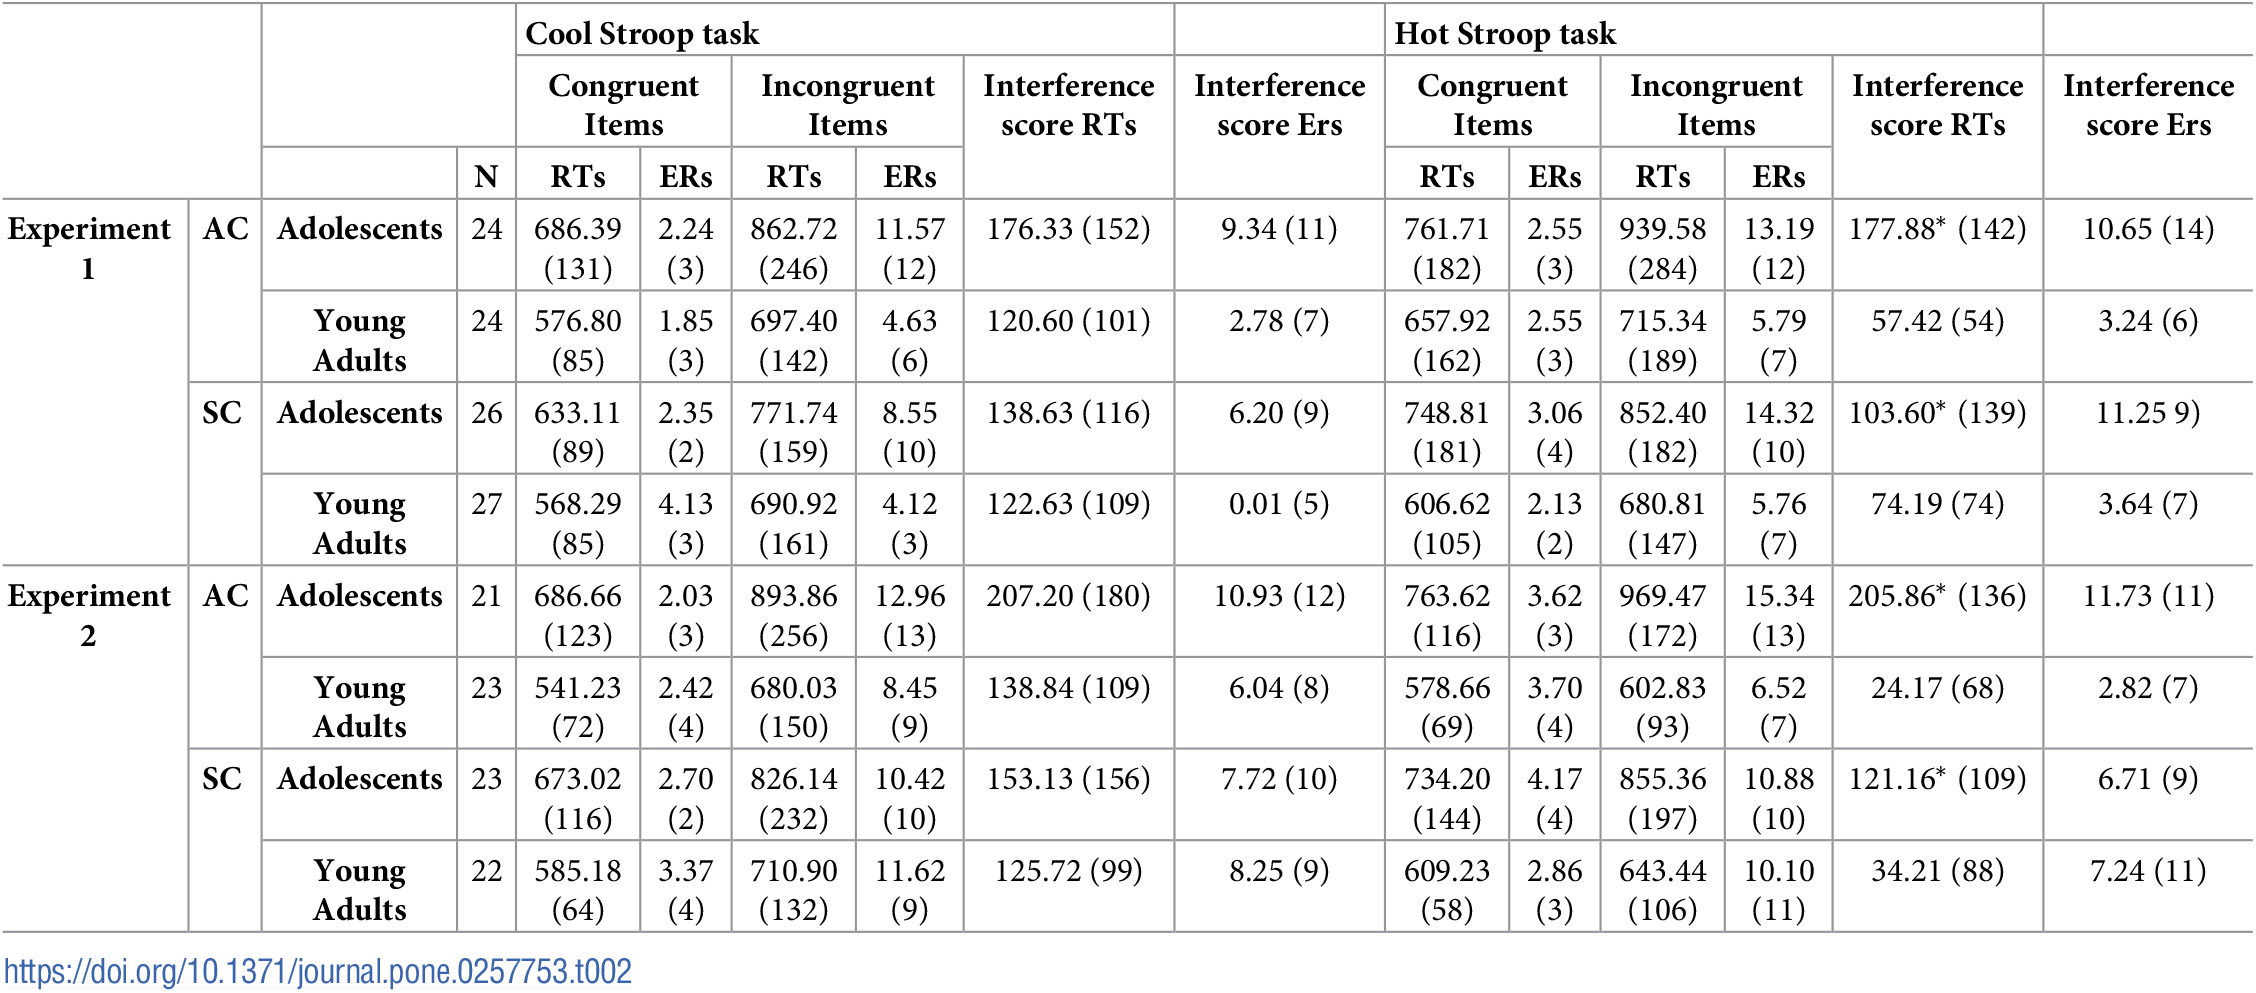 Cool Stroop task Hot Stroop task
Congruent Incongruent Interference Interference Congruent Incongruent Interference Interference
Items Items score RTs score Ers Items Items score RTs score Ers
N RTs ERs RTs ERs RTs ERs RTs ERs
Experiment AC Adolescents 24 686.39 2.24 862.72 11.57 176.33 (152) 9.34 (11) 761.71 2.55 939.58 13.19 177.88* (142) 10.65 (14)
1 (131) (3) (246) (12) (182) (3) (284) (12)
Young 24 576.80 1.85 697.40 4.63 120.60 (101) 2.78 (7) 657.92 2.55 715.34 5.79 57.42 (54) 3.24 (6)
Adults (85) (3) (142) (6) (162) (3) (189) (7)
SC Adolescents 26 633.11 2.35 771.74 8.55 138.63 (116) 6.20 (9) 748.81 3.06 852.40 14.32 103.60* (139) 11.25 9)
(89) (2) (159) (10) (181) (4) (182) (10)
Young 27 568.29 4.13 690.92 4.12 122.63 (109) 0.01 (5) 606.62 2.13 680.81 5.76 74.19 (74) 3.64 (7)
Adults (85) (3) (161) (3) (105) (2) (147) (7)
Experiment AC Adolescents 21 686.66 2.03 893.86 12.96 207.20 (180) 10.93 (12) 763.62 3.62 969.47 15.34 205.86* (136) 11.73 (11)
2 (123) (3) (256) (13) (116) (3) (172) (13)
Young 23 541.23 2.42 680.03 8.45 138.84 (109) 6.04 (8) 578.66 3.70 602.83 6.52 24.17 (68) 2.82 (7)
Adults (72) (4) (150) (9) (69) (4) (93) (7)
SC Adolescents 23 673.02 2.70 826.14 10.42 153.13 (156) 7.72 (10) 734.20 4.17 855.36 10.88 121.16* (109) 6.71 (9)
(116) (2) (232) (10) (144) (4) (197) (10)
Young 22 585.18 3.37 710.90 11.62 125.72 (99) 8.25 (9) 609.23 2.86 643.44 10.10 34.21 (88) 7.24 (11)
Adults (64) (4) (132) (9) (58) (3) (106) (11)
https://doi.org/10.1371/journal.pone.0257753.t002